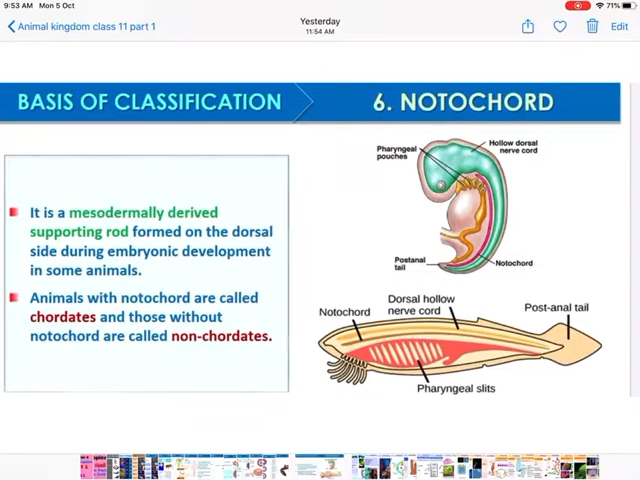 9:53 AM Mon 5 Oct
71%
Animal kingdom class 11 part 1
Yesterday
11:54 AM
Edit
BASIS OF CLASSIFICATION
6. NOTOCHORD
It is a mesodermally derived
supporting rod formed on the dorsal
side during embryonic development
in some animals.
Animals with notochord are called
chordates and those without
notochord are called non-chordates.
Pharyngeal
pouches
Hollow dorsal
nerve cord
Postanal
tail
Notochord
Notochord
Dorsal hollow
nerve cord
Post-anal tail
Pharyngeal slits